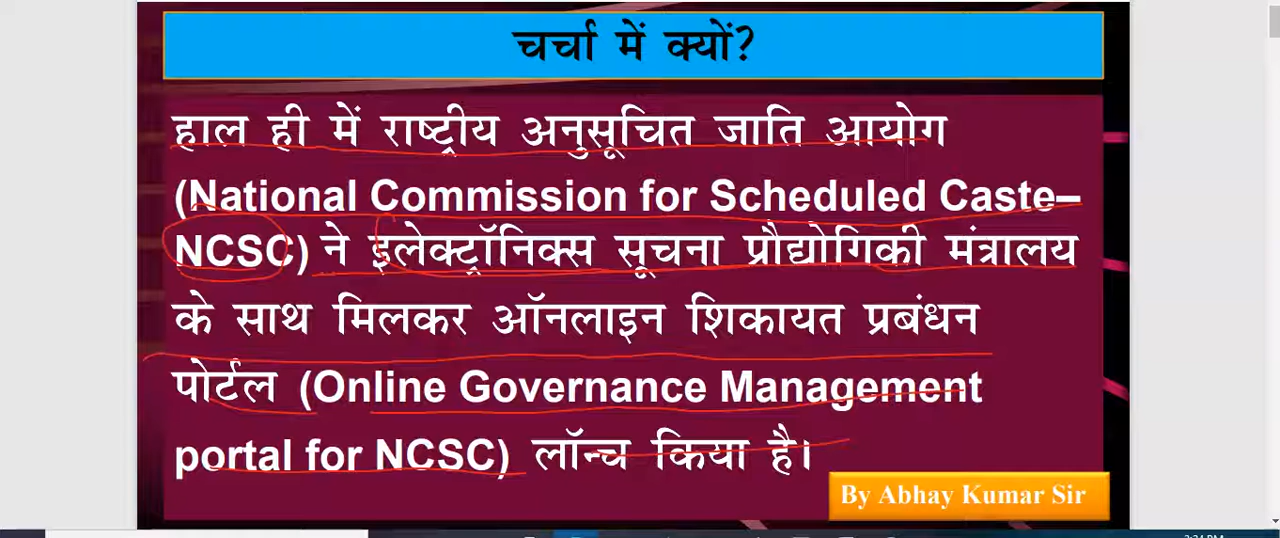 चर्चा में क्यों?
हाल ही में राष्ट्रीय अनुसूचित जाति आयोग
(National Commission for Scheduled Caste–
NCSC) ने इलेक्ट्रॉनिक्स सूचना प्रौद्योगिकी मंत्रालय
के साथ मिलकर ऑनलाइन शिकायत प्रबंधन
पोर्टल (Online Governance Management
portal for NCSC) लॉन्च किया है।
By Abhay Kumar Sir